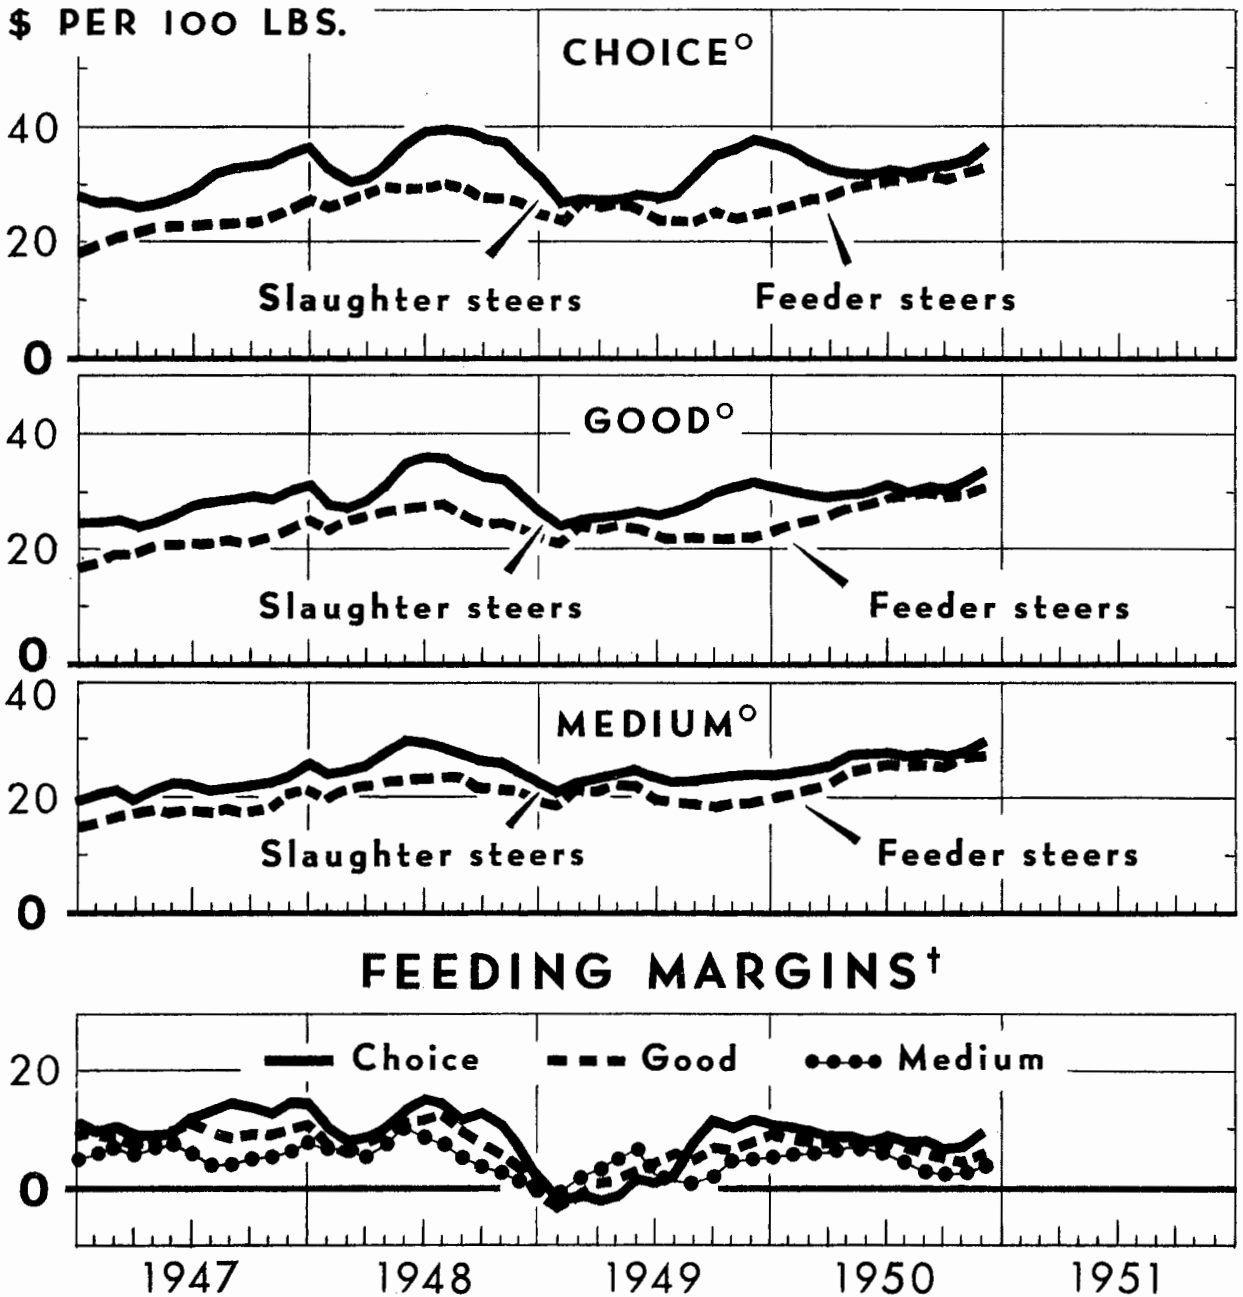 $ PER 100 LBS.
CHOICE°
40
20
Slaughter steers
Feeder steers
0
GOOD°
40
20
Slaughter steers
Feeder steers
0
40
MEDIUM°
20
Slaughter steers
Feeder steers
0
FEEDING MARGINS†
Choice Good Medium
20
0
1947 1948 1949 1950 1951